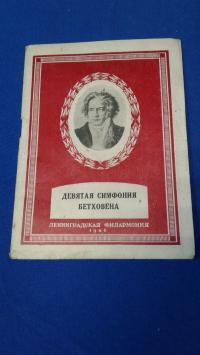 ДЕВЯТАЯ СИМФОНИЯ
БЕТХОВЕНА
ЛЕНИНГРАДСКАЯ ФИЛАРМОНИЯ